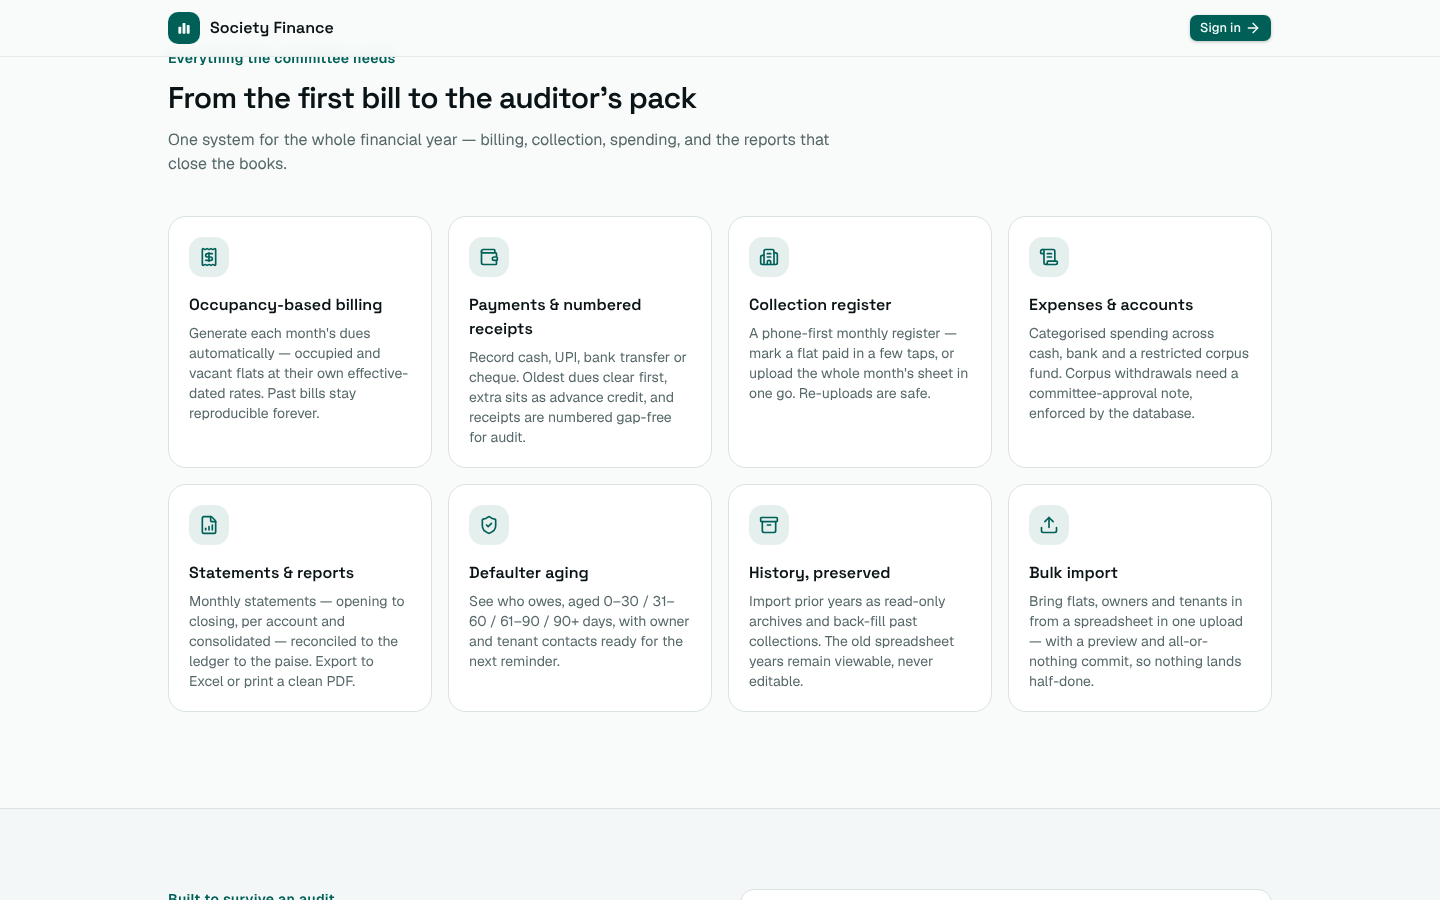 Society Finance
Sign in
Everything the committee needs
From the first bill to the auditor’s pack
One system for the whole financial year — billing, collection, spending, and the reports that
close the books.
Occupancy-based billing
Generate each month's dues
automatically — occupied and
vacant flats at their own effective-
dated rates. Past bills stay
reproducible forever.
Payments & numbered
receipts
Record cash, UPI, bank transfer or
cheque. Oldest dues clear first,
extra sits as advance credit, and
receipts are numbered gap-free
for audit.
Collection register
A phone-first monthly register —
mark a flat paid in a few taps, or
upload the whole month's sheet in
one go. Re-uploads are safe.
Expenses & accounts
Categorised spending across
cash, bank and a restricted corpus
fund. Corpus withdrawals need a
committee-approval note,
enforced by the database.
Statements & reports
Monthly statements — opening to
closing, per account and
consolidated — reconciled to the
ledger to the paise. Export to
Excel or print a clean PDF.
Defaulter aging
See who owes, aged 0–30 / 31–
60 / 61–90 / 90+ days, with owner
and tenant contacts ready for the
next reminder.
History, preserved
Import prior years as read-only
archives and back-fill past
collections. The old spreadsheet
years remain viewable, never
editable.
Bulk import
Bring flats, owners and tenants in
from a spreadsheet in one upload
— with a preview and all-or-
nothing commit, so nothing lands
half-done.
Built to survive an audit